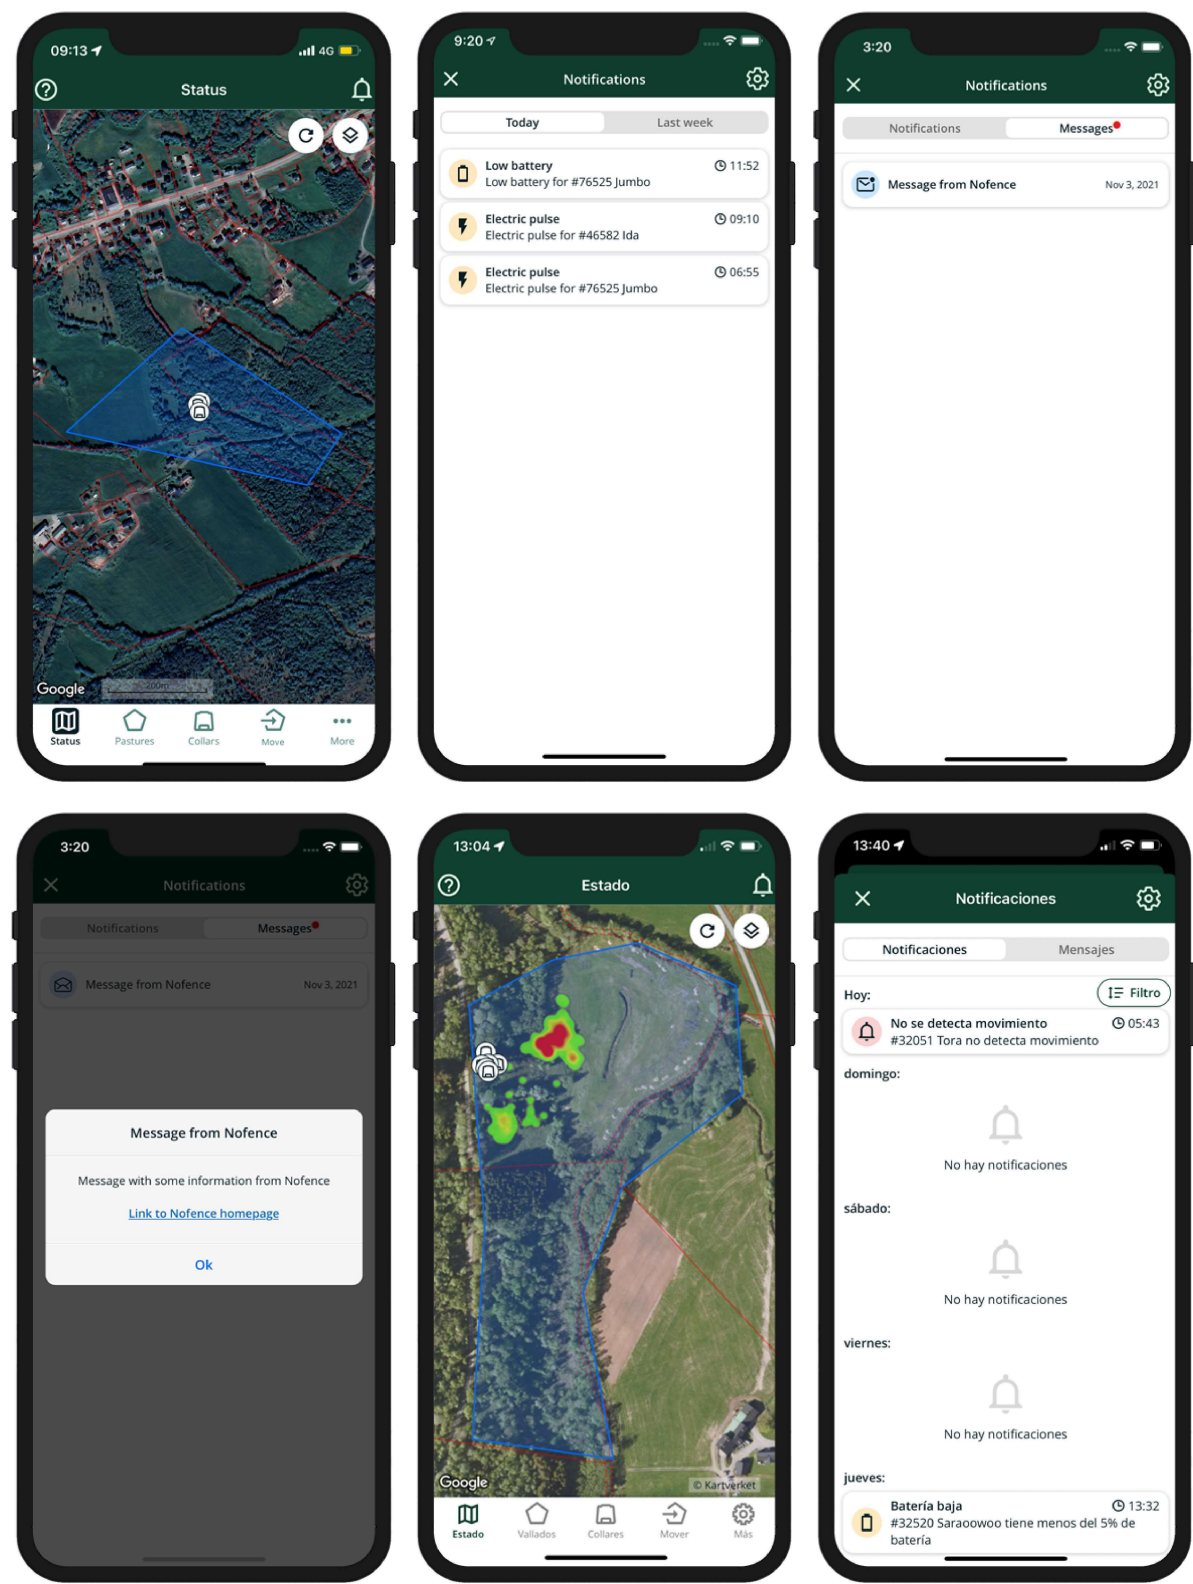 09:13
4G
Status
200m
Google
Status
Pastures
Collars
Move
More
9:20
Notifications
Today
Last week
Low battery
11:52
Low battery for #76525 Jumbo
Electric pulse
09:10
Electric pulse for #46582 Ida
Electric pulse
06:55
Electric pulse for #76525 Jumbo
3:20
Notifications
Notifications
Messages
Message from Nofence
Nov 3, 2021
3:20
Notifications
Notifications
Messages
Message from Nofence
Nov 3, 2021
Message from Nofence
Message with some information from Nofence
Link to Nofence homepage
Ok
13:04
Estado
Google
© Kartverket
Estado
Vallados
Collares
Mover
Más
13:40
Notificaciones
Notificaciones
Mensajes
Hoy:
Filtro
No se detecta movimiento
05:43
#32051 Tora no detecta movimiento
domingo:
No hay notificaciones
sábado:
No hay notificaciones
viernes:
No hay notificaciones
jueves:
Batería baja
13:32
#32520 Saraoowoo tiene menos del 5% de
batería